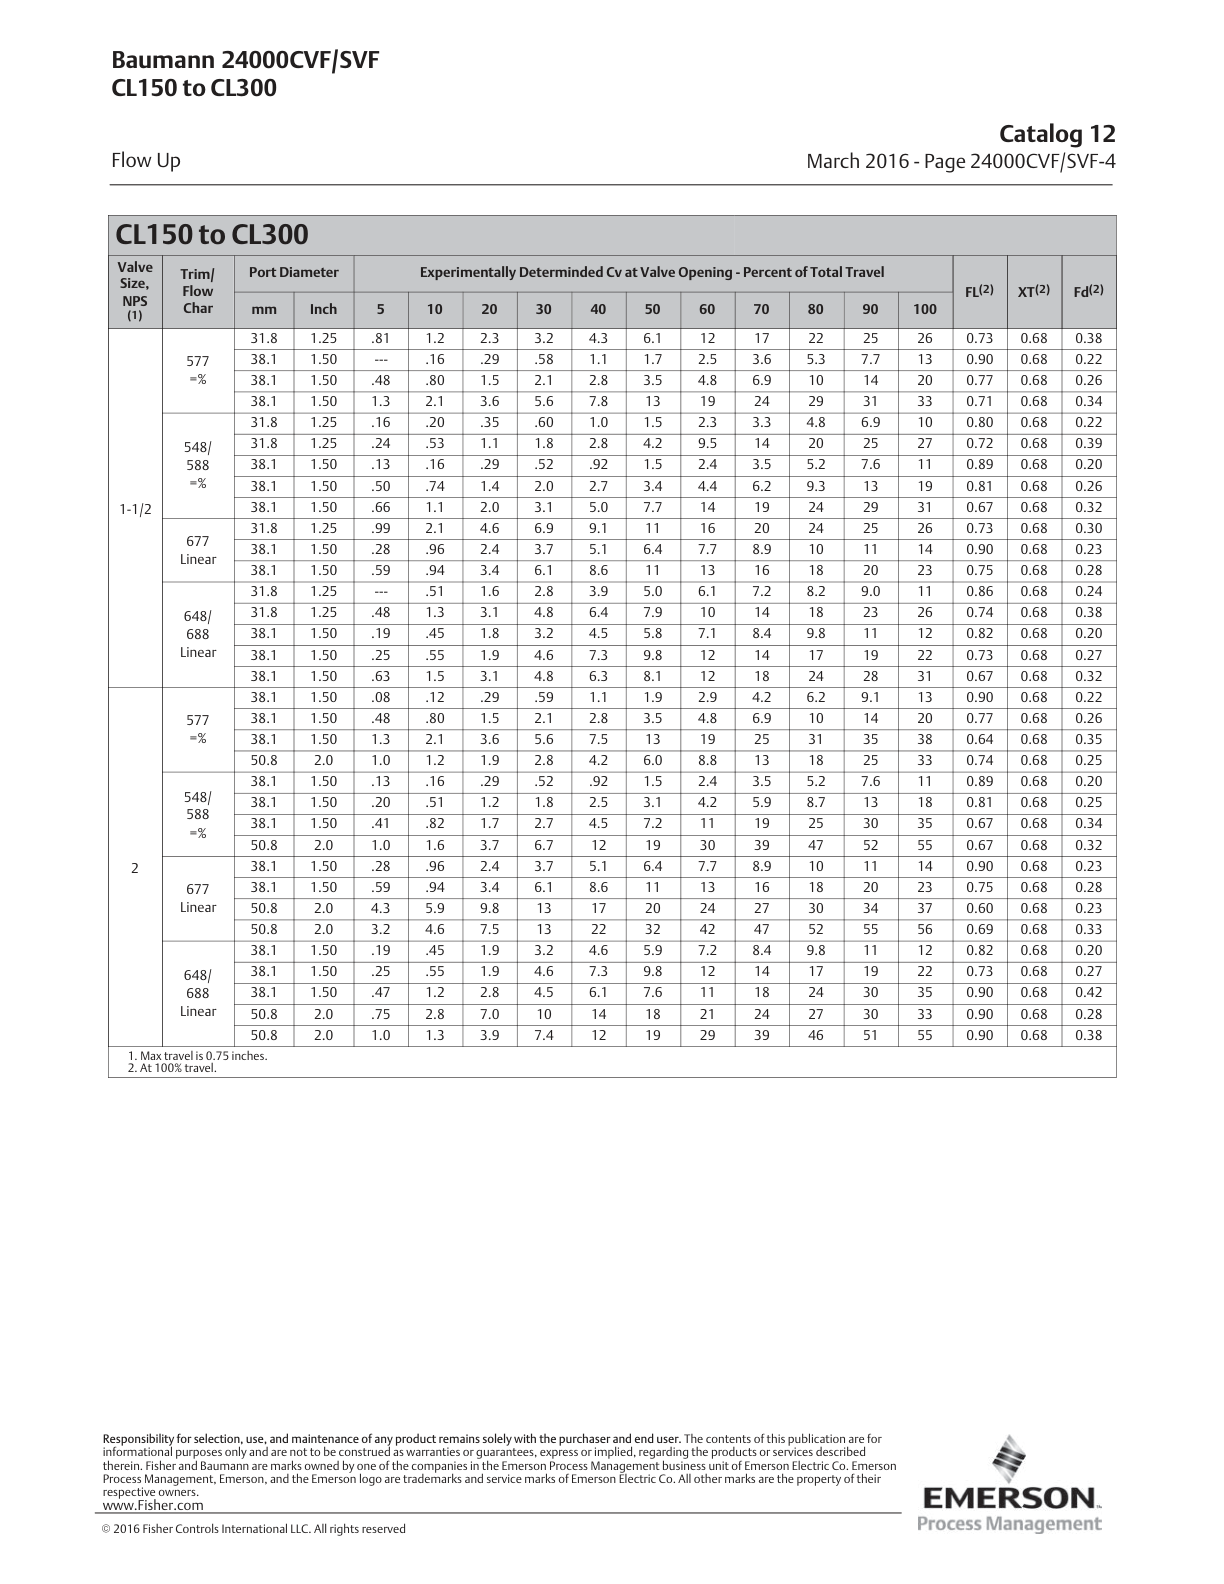 Baumann 24000CVF/SVF
CL150 to CL300
Catalog 12
Flow Up
March 2016 - Page 24000CVF/SVF-4
CL150 to CL300
Valve Size, NPS (1) Trim/ Flow Char Port Diameter Experimentally Determinded Cv at Valve Opening - Percent of Total Travel FL(2) XT(2) Fd(2)
mm Inch 5 10 20 30 40 50 60 70 80 90 100
1-1/2
577 =%
31.8 1.25 .81 1.2 2.3 3.2 4.3 6.1 12 17 22 25 26 0.73 0.68 0.38
38.1 1.50 --- .16 .29 .58 1.1 1.7 2.5 3.6 5.3 7.7 13 0.90 0.68 0.22
38.1 1.50 .48 .80 1.5 2.1 2.8 3.5 4.8 6.9 10 14 20 0.77 0.68 0.26
38.1 1.50 1.3 2.1 3.6 5.6 7.8 13 19 24 29 31 33 0.71 0.68 0.34
548/ 588 =%
31.8 1.25 .16 .20 .35 .60 1.0 1.5 2.3 3.3 4.8 6.9 10 0.80 0.68 0.22
31.8 1.25 .24 .53 1.1 1.8 2.8 4.2 9.5 14 20 25 27 0.72 0.68 0.39
38.1 1.50 .13 .16 .29 .52 .92 1.5 2.4 3.5 5.2 7.6 11 0.89 0.68 0.20
38.1 1.50 .50 .74 1.4 2.0 2.7 3.4 4.4 6.2 9.3 13 19 0.81 0.68 0.26
38.1 1.50 .66 1.1 2.0 3.1 5.0 7.7 14 19 24 29 31 0.67 0.68 0.32
677 Linear
31.8 1.25 .99 2.1 4.6 6.9 9.1 11 16 20 24 25 26 0.73 0.68 0.30
38.1 1.50 .28 .96 2.4 3.7 5.1 6.4 7.7 8.9 10 11 14 0.90 0.68 0.23
38.1 1.50 .59 .94 3.4 6.1 8.6 11 13 16 18 20 23 0.75 0.68 0.28
648/ 688 Linear
31.8 1.25 --- .51 1.6 2.8 3.9 5.0 6.1 7.2 8.2 9.0 11 0.86 0.68 0.24
31.8 1.25 .48 1.3 3.1 4.8 6.4 7.9 10 14 18 23 26 0.74 0.68 0.38
38.1 1.50 .19 .45 1.8 3.2 4.5 5.8 7.1 8.4 9.8 11 12 0.82 0.68 0.20
38.1 1.50 .25 .55 1.9 4.6 7.3 9.8 12 14 17 19 22 0.73 0.68 0.27
38.1 1.50 .63 1.5 3.1 4.8 6.3 8.1 12 18 24 28 31 0.67 0.68 0.32
2
577 =%
38.1 1.50 .08 .12 .29 .59 1.1 1.9 2.9 4.2 6.2 9.1 13 0.90 0.68 0.22
38.1 1.50 .48 .80 1.5 2.1 2.8 3.5 4.8 6.9 10 14 20 0.77 0.68 0.26
38.1 1.50 1.3 2.1 3.6 5.6 7.5 13 19 25 31 35 38 0.64 0.68 0.35
50.8 2.0 1.0 1.2 1.9 2.8 4.2 6.0 8.8 13 18 25 33 0.74 0.68 0.25
548/ 588 =%
38.1 1.50 .13 .16 .29 .52 .92 1.5 2.4 3.5 5.2 7.6 11 0.89 0.68 0.20
38.1 1.50 .20 .51 1.2 1.8 2.5 3.1 4.2 5.9 8.7 13 18 0.81 0.68 0.25
38.1 1.50 .41 .82 1.7 2.7 4.5 7.2 11 19 25 30 35 0.67 0.68 0.34
50.8 2.0 1.0 1.6 3.7 6.7 12 19 30 39 47 52 55 0.67 0.68 0.32
677 Linear
38.1 1.50 .28 .96 2.4 3.7 5.1 6.4 7.7 8.9 10 11 14 0.90 0.68 0.23
38.1 1.50 .59 .94 3.4 6.1 8.6 11 13 16 18 20 23 0.75 0.68 0.28
50.8 2.0 4.3 5.9 9.8 13 17 20 24 27 30 34 37 0.60 0.68 0.23
50.8 2.0 3.2 4.6 7.5 13 22 32 42 47 52 55 56 0.69 0.68 0.33
648/ 688 Linear
38.1 1.50 .19 .45 1.9 3.2 4.6 5.9 7.2 8.4 9.8 11 12 0.82 0.68 0.20
38.1 1.50 .25 .55 1.9 4.6 7.3 9.8 12 14 17 19 22 0.73 0.68 0.27
38.1 1.50 .47 1.2 2.8 4.5 6.1 7.6 11 18 24 30 35 0.90 0.68 0.42
50.8 2.0 .75 2.8 7.0 10 14 18 21 24 27 30 33 0.90 0.68 0.28
50.8 2.0 1.0 1.3 3.9 7.4 12 19 29 39 46 51 55 0.90 0.68 0.38
1. Max travel is 0.75 inches.
2. At 100% travel.
Responsibility for selection, use, and maintenance of any product remains solely with the purchaser and end user. The contents of this publication are for
informational purposes only and are not to be construed as warranties or guarantees, express or implied, regarding the products or services described
therein. Fisher and Baumann are marks owned by one of the companies in the Emerson Process Management business unit of Emerson Electric Co. Emerson
Process Management, Emerson, and the Emerson logo are trademarks and service marks of Emerson Electric Co. All other marks are the property of their
respective owners.
www.Fisher.com
© 2016 Fisher Controls International LLC. All rights reserved
EMERSON
Process Management